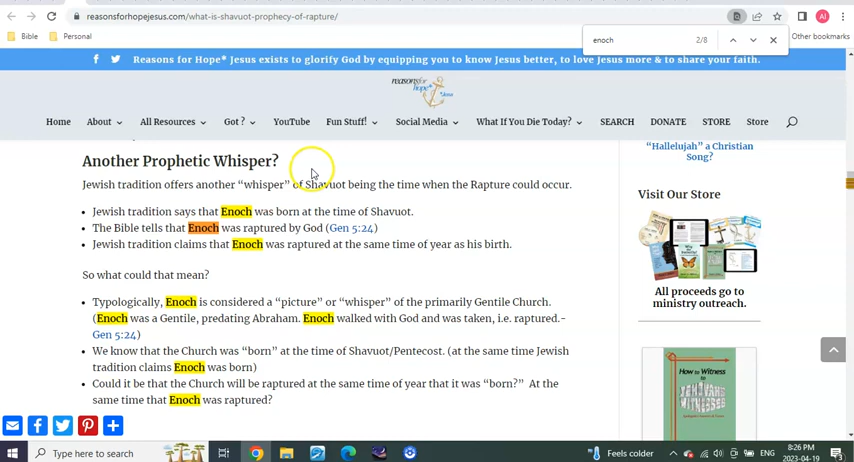 reasonsforhopejesus.com/what-is-shavuot-prophecy-of-rapture/
enoch 2/8
AI
Bible Personal
Other bookmarks
Reasons for Hope* Jesus exists to glorify God by equipping you to know Jesus better, to love Jesus more & to share your faith.
reasons for
hope*
Jesus
Home About All Resources Got ? YouTube Fun Stuff! Social Media What If You Die Today? SEARCH DONATE STORE Store
Another Prophetic Whisper?
Jewish tradition offers another “whisper” of Shavuot being the time when the Rapture could occur.
• Jewish tradition says that Enoch was born at the time of Shavuot.
• The Bible tells that Enoch was raptured by God (Gen 5:24)
• Jewish tradition claims that Enoch was raptured at the same time of year as his birth.
So what could that mean?
• Typologically, Enoch is considered a “picture” or “whisper” of the primarily Gentile Church.
(Enoch was a Gentile, predating Abraham. Enoch walked with God and was taken, i.e. raptured.-
Gen 5:24)
• We know that the Church was “born” at the time of Shavuot/Pentecost. (at the same time Jewish
tradition claims Enoch was born)
• Could it be that the Church will be raptured at the same time of year that it was “born?” At the
same time that Enoch was raptured?
“Hallelujah” a Christian
Song?
Visit Our Store
All proceeds go to
ministry outreach.
How to
Witness
to
JEHOVAHS
WITNESSES
Type here to search
Feels colder
ENG
8:26 PM
2023-04-19
3